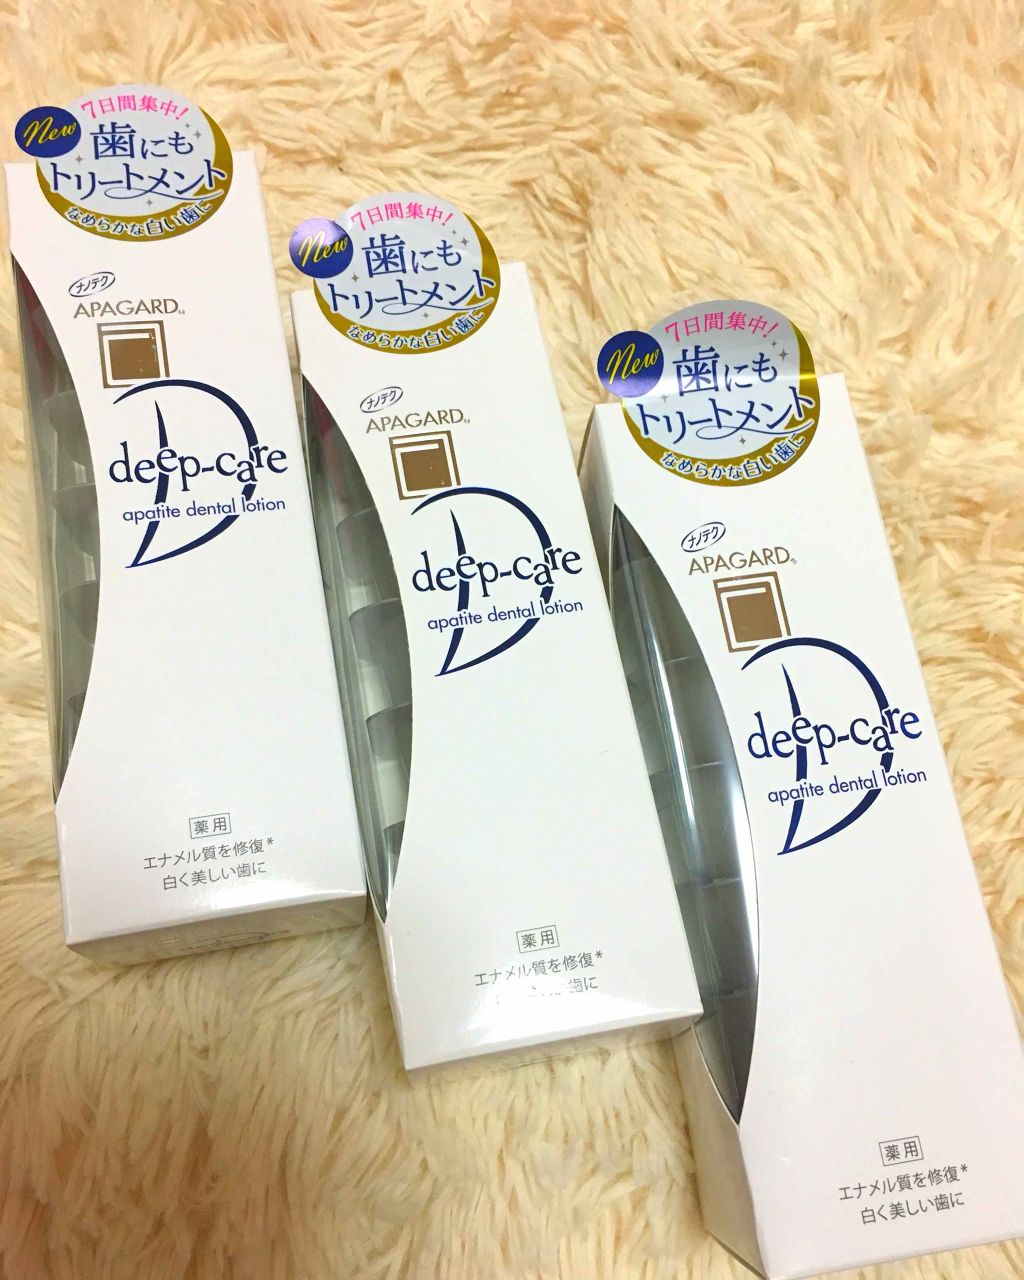 New
7日間集中!
歯にも
トリートメント
なめらかな白い歯に
ナノテク
APAGARD®
deep-care
apatite dental lotion
薬用
エナメル質を修復*
白く美しい歯に
New
7日間集中!
歯にも
トリートメント
なめらかな白い歯に
ナノテク
APAGARD®
deep-care
apatite dental lotion
薬用
エナメル質を修復*
歯に
New
7日間集中!
歯にも
トリートメント
なめらかな白い歯に
ナノテク
APAGARD®
deep-care
apatite dental lotion
薬用
エナメル質を修復*
白く美しい歯に